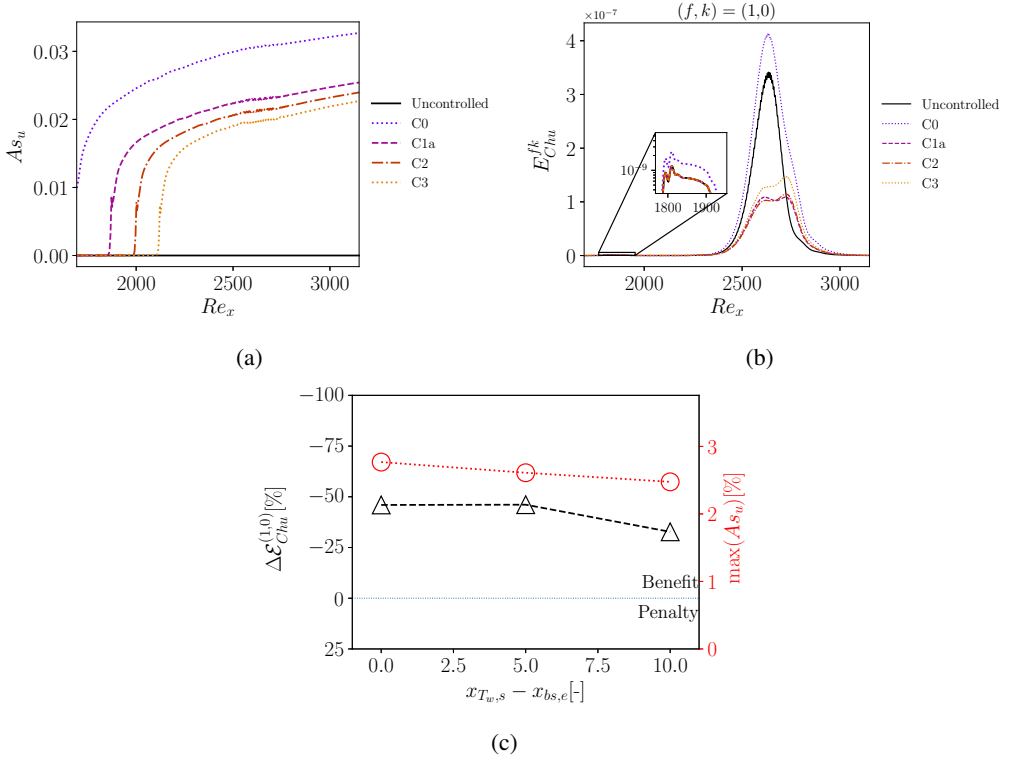 0.03
0.02
0.01
0.00
2000
2500
3000
As_u
Re_x
Uncontrolled
C0
C1a
C2
C3
(a)
×10⁻⁷
(f, k) = (1,0)
4
3
2
1
0
10⁻⁹
1800
1900
2000
2500
3000
E_{Chu}^{fk}
Re_x
Uncontrolled
C0
C1a
C2
C3
(b)
−100
−75
−50
−25
0
25
Δ𝓔_{Chu}^{(1,0)}[%]
0.0
2.5
5.0
7.5
10.0
x_{T_w,s} − x_{bs,e}[-]
3
2
1
0
max(As_u)[%]
Benefit
Penalty
(c)